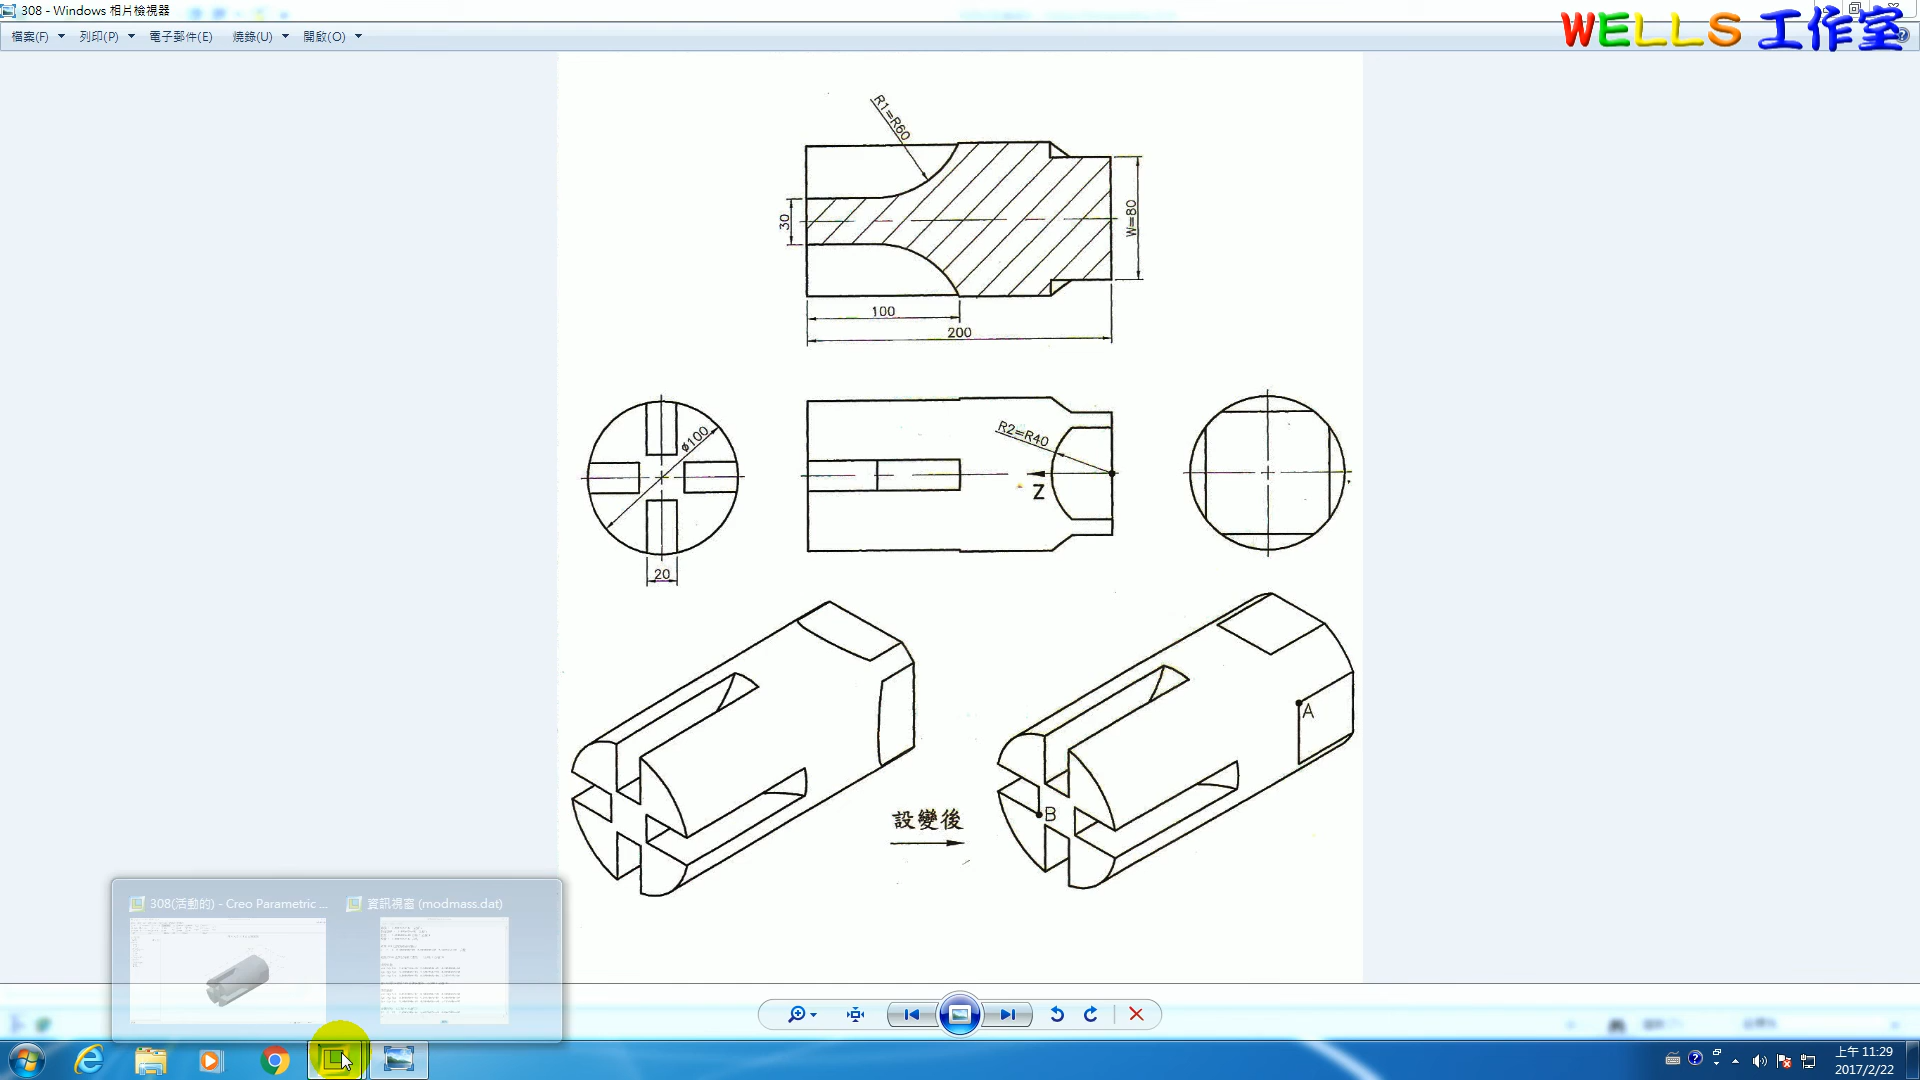 308 - Windows 相片檢視器
檔案(F) 列印(P) 電子郵件(E) 燒錄(U) 開啟(O)
WELLS 工作室
R1=R60
30
W=80
100
200
⌀100
R2=R40
Z
20
A
B
設變後
308(活動的) - Creo Parametric ...
資訊視窗 (modmass.dat)
上午 11:29
2017/2/22